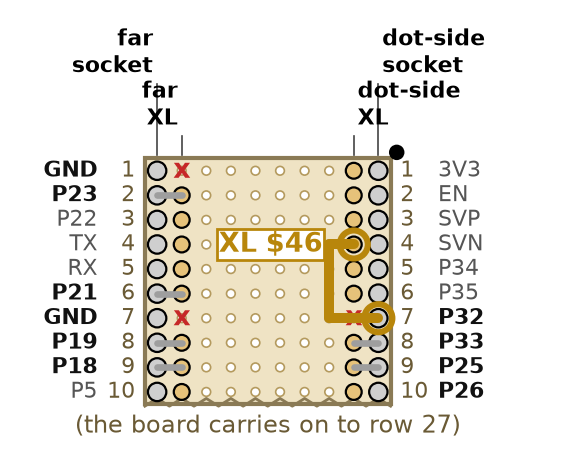 far
socket
dot-side
socket
far
XL
dot-side
XL
GND 1 X 1 3V3
P23 2 2 EN
P22 3 3 SVP
TX 4 XL $46 4 SVN
RX 5 5 P34
P21 6 6 P35
GND 7 X X 7 P32
P19 8 8 P33
P18 9 9 P25
P5 10 10 P26
(the board carries on to row 27)